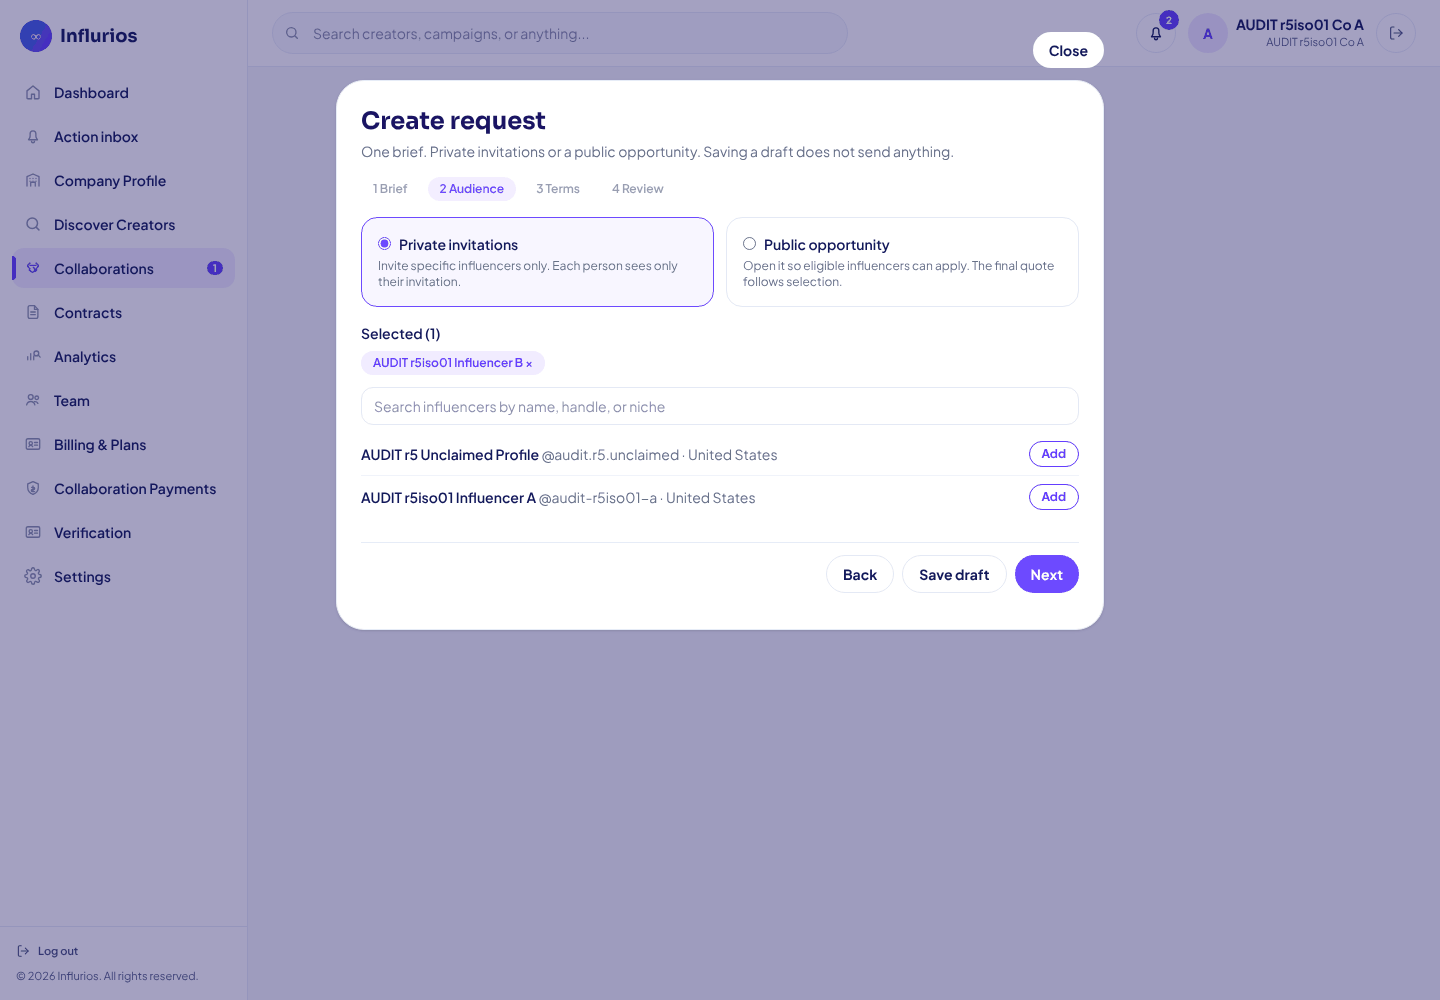 Influrios
Search creators, campaigns, or anything...
2
A
AUDIT r5iso01 Co A
AUDIT r5iso01 Co A
Close
Dashboard
Action inbox
Company Profile
Discover Creators
Collaborations 1
Contracts
Analytics
Team
Billing & Plans
Collaboration Payments
Verification
Settings
Log out
© 2026 Influrios. All rights reserved.
Create request
One brief. Private invitations or a public opportunity. Saving a draft does not send anything.
1 Brief 2 Audience 3 Terms 4 Review
Private invitations
Invite specific influencers only. Each person sees only
their invitation.
Public opportunity
Open it so eligible influencers can apply. The final quote
follows selection.
Selected (1)
AUDIT r5iso01 Influencer B ×
Search influencers by name, handle, or niche
AUDIT r5 Unclaimed Profile @audit.r5.unclaimed · United States Add
AUDIT r5iso01 Influencer A @audit-r5iso01-a · United States Add
Back Save draft Next